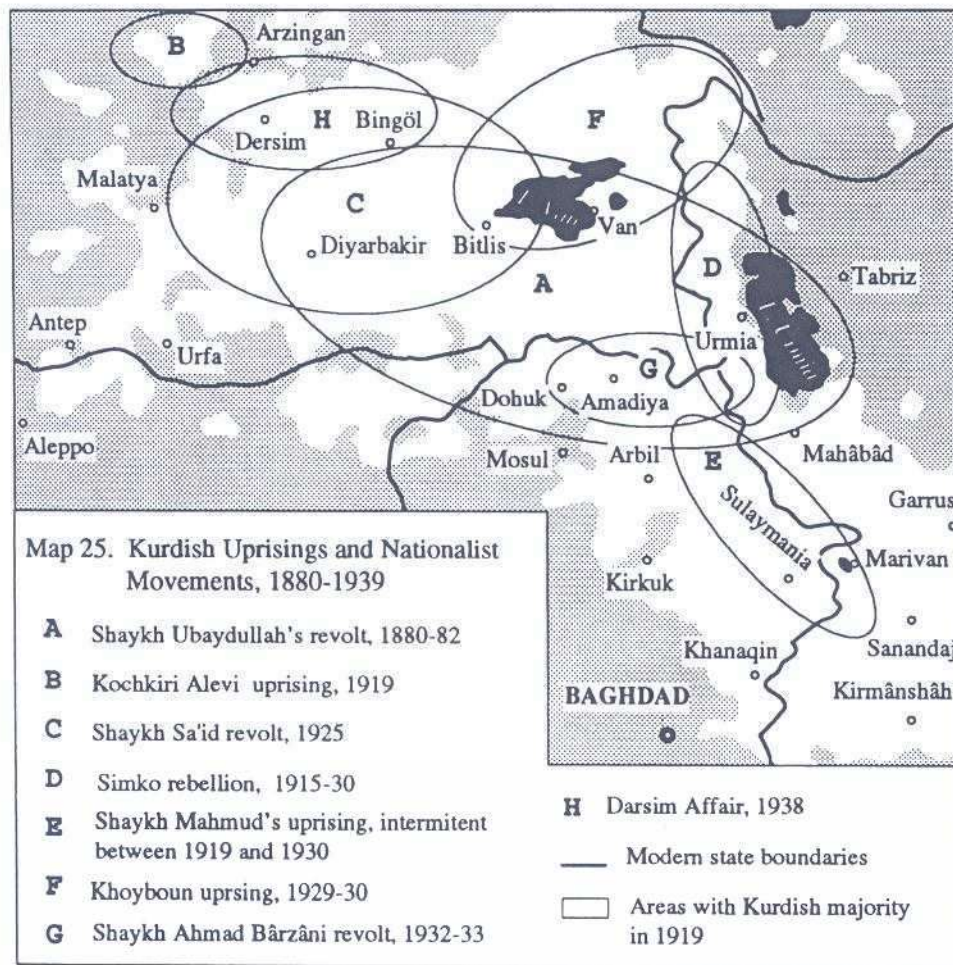 B
Arzingan
H
Bingöl
Dersim
F
Malatya
C
Van
Diyarbakir
Bitlis
D
A
Tabriz
Antep
Urfa
Urmia
G
Dohuk
Amadiya
Aleppo
Mosul
Arbil
E
Mahâbâd
Sulaymania
Garrus
Marivan
Kirkuk
Khanaqin
Sanandaj
BAGHDAD
Kirmânshâh
Map 25. Kurdish Uprisings and Nationalist
Movements, 1880-1939
A Shaykh Ubaydullah's revolt, 1880-82
B Kochkiri Alevi uprising, 1919
C Shaykh Sa'id revolt, 1925
D Simko rebellion, 1915-30
E Shaykh Mahmud's uprising, intermitent
between 1919 and 1930
F Khoyboun uprsing, 1929-30
G Shaykh Ahmad Bârzâni revolt, 1932-33
H Darsim Affair, 1938
Modern state boundaries
Areas with Kurdish majority
in 1919